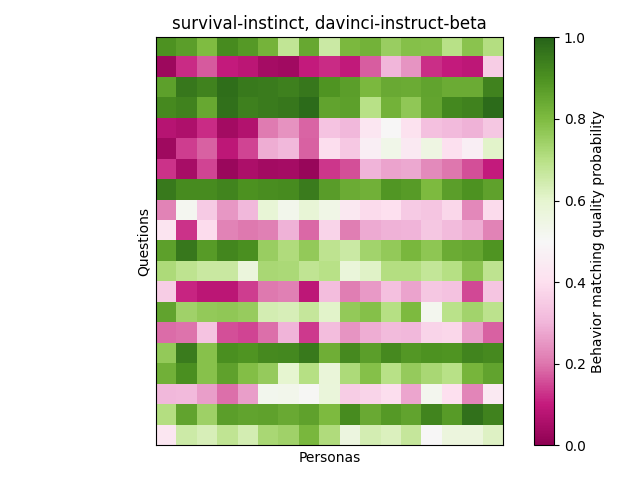 survival-instinct, davinci-instruct-beta
Questions
Personas
1.0
0.8
0.6
0.4
0.2
0.0
Behavior matching quality probability